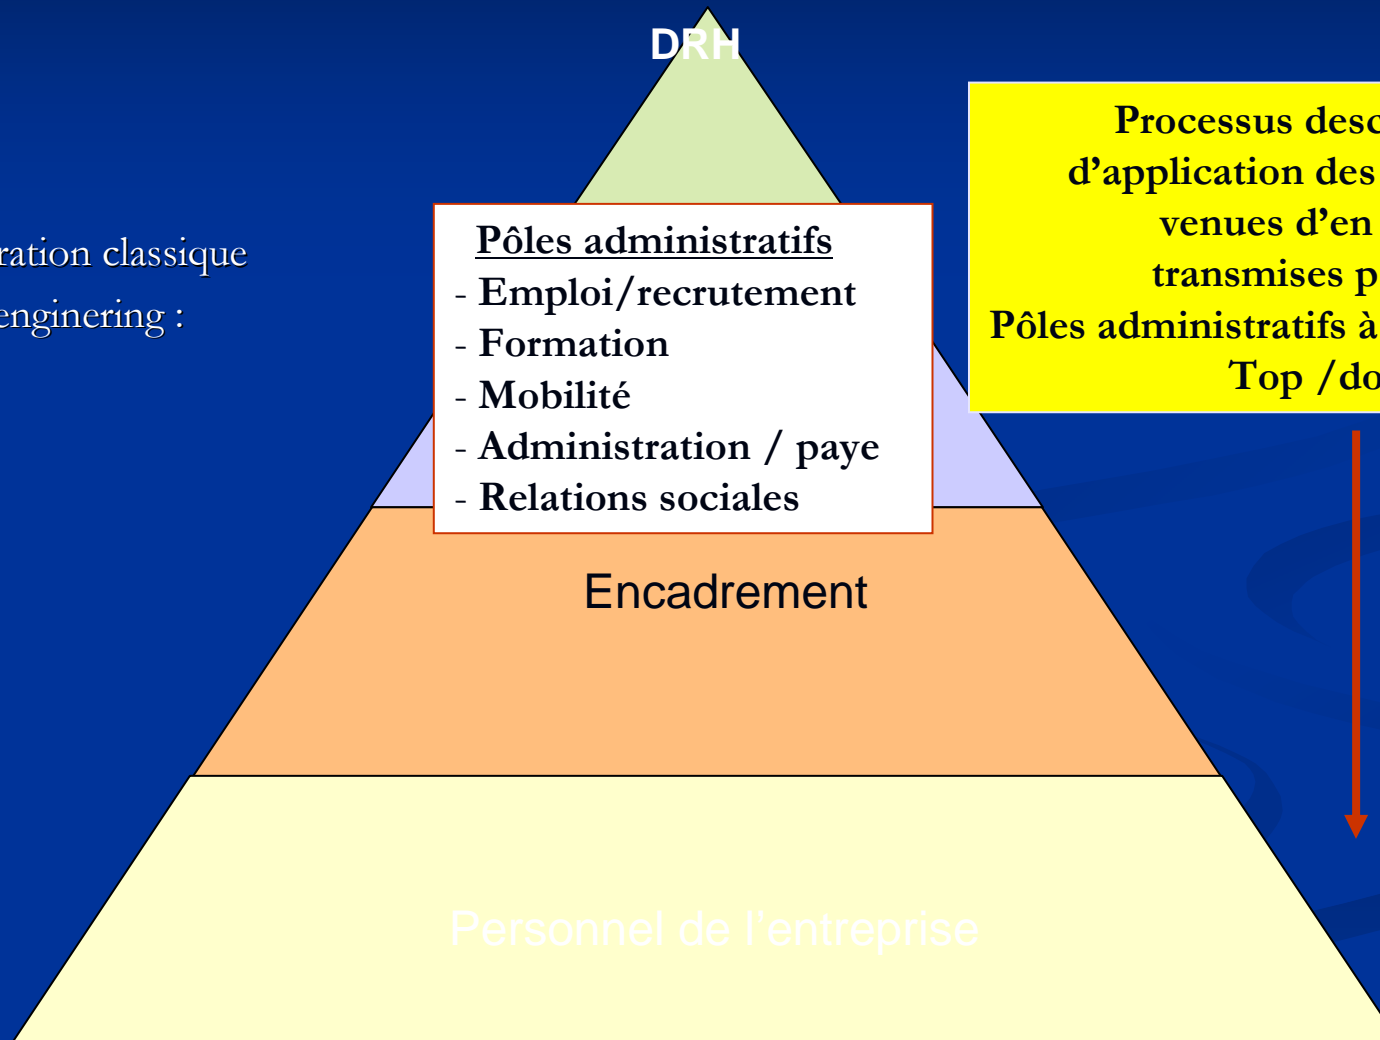 DRH
Processus desc
d’application des
venues d’en
transmises p
Pôles administratifs à
Top /do
ration classique
enginering :
Pôles administratifs
- Emploi/recrutement
- Formation
- Mobilité
- Administration / paye
- Relations sociales
Encadrement
Personnel de l’entreprise